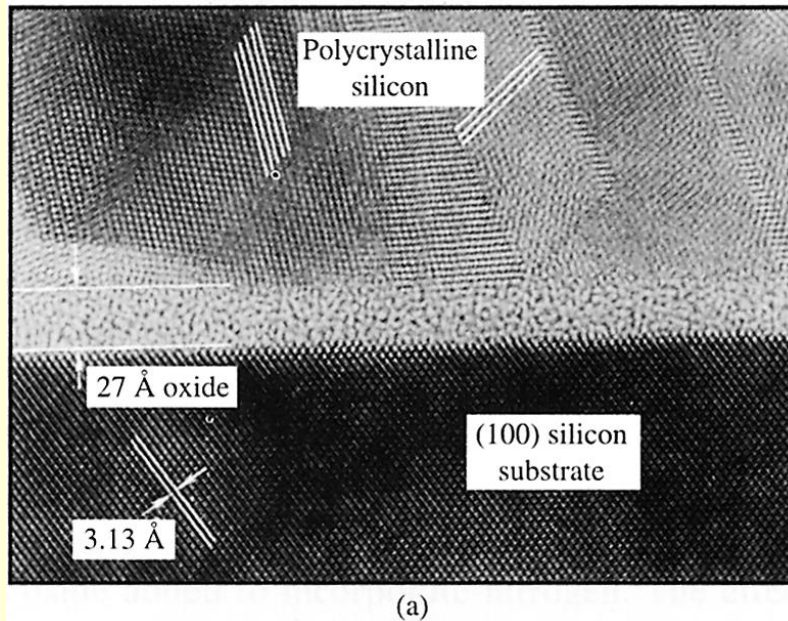 Polycrystalline
silicon
27 Å oxide
(100) silicon
substrate
3.13 Å
(a)